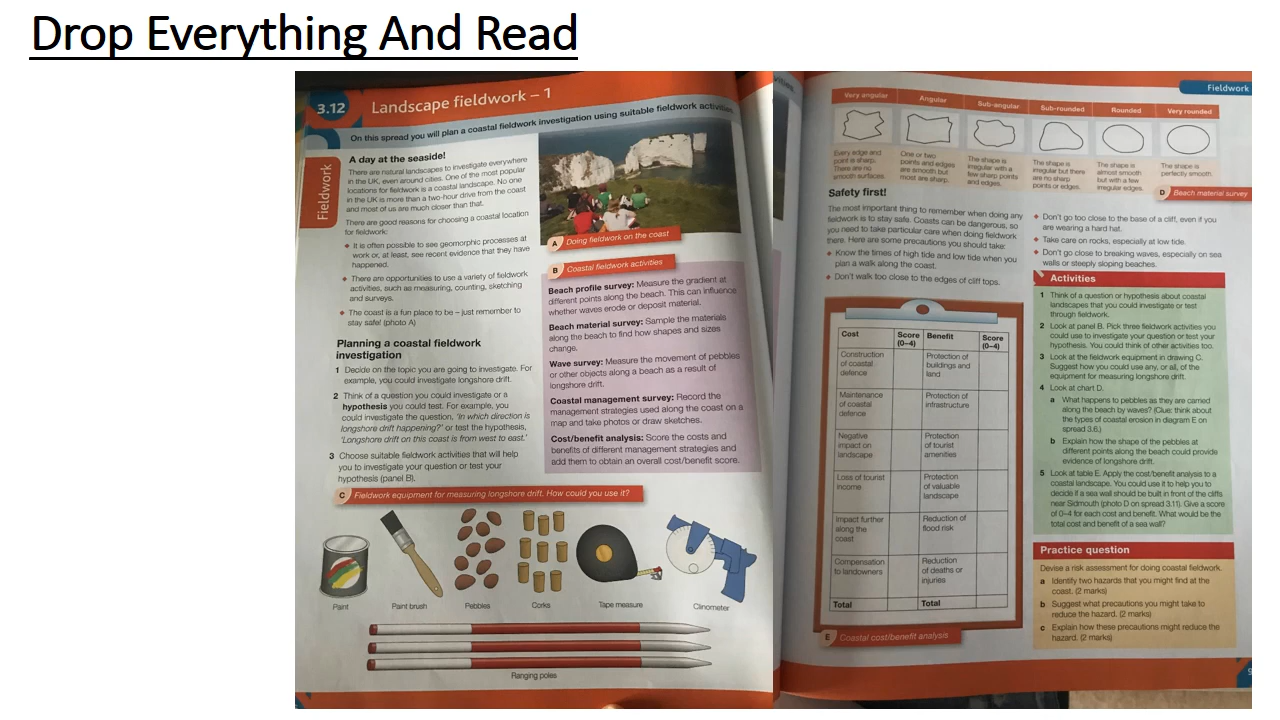 Drop Everything And Read
3.12
Landscape fieldwork – 1
On this spread you will plan a coastal fieldwork investigation using suitable fieldwork activities
Fieldwork
A day at the seaside!
There are natural landscapes to investigate everywhere
in the UK, even around cities. One of the most popular
locations for fieldwork is a coastal landscape. No one
in the UK is more than a two-hour drive from the coast
and most of us are much closer than that.
There are good reasons for choosing a coastal location
for fieldwork:
It is often possible to see geomorphic processes at
work or, at least, see recent evidence that they have
happened.
There are opportunities to use a variety of fieldwork
activities, such as measuring, counting, sketching
and surveys.
The coast is a fun place to be – just remember to
stay safe! (photo A)
Planning a coastal fieldwork
investigation
1 Decide on the topic you are going to investigate. For
example, you could investigate longshore drift.
2 Think of a question you could investigate or a
hypothesis you could test. For example, you
could investigate the question, 'In which direction is
longshore drift happening?' or test the hypothesis,
'Longshore drift on this coast is from west to east.'
3 Choose suitable fieldwork activities that will help
you to investigate your question or test your
hypothesis (panel B).
A Doing fieldwork on the coast
B Coastal fieldwork activities
Beach profile survey: Measure the gradient at
different points along the beach. This can influence
whether waves erode or deposit material.
Beach material survey: Sample the materials
along the beach to find how shapes and sizes
change.
Wave survey: Measure the movement of pebbles
or other objects along a beach as a result of
longshore drift.
Coastal management survey: Record the
management strategies used along the coast on a
map and take photos or draw sketches.
Cost/benefit analysis: Score the costs and
benefits of different management strategies and
add them to obtain an overall cost/benefit score.
C Fieldwork equipment for measuring longshore drift. How could you use it?
Paint
Paint brush
Pebbles
Corks
Tape measure
Clinometer
Ranging poles
Fieldwork
Very angular
Angular
Sub-angular
Sub-rounded
Rounded
Very rounded
Every edge and
point is sharp.
There are no
smooth surfaces.
One or two
points and edges
are smooth but
most are sharp.
The shape is
irregular with a
few sharp points
and edges.
The shape is
irregular but there
are no sharp
points or edges.
The shape is
almost smooth
but with a few
irregular edges.
The shape is
perfectly smooth.
D Beach material survey
Safety first!
The most important thing to remember when doing any
fieldwork is to stay safe. Coasts can be dangerous, so
you need to take particular care when doing fieldwork
there. Here are some precautions you should take:
Know the times of high tide and low tide when you
plan a walk along the coast.
Don't walk too close to the edges of cliff tops.
Don't go too close to the base of a cliff, even if you
are wearing a hard hat.
Take care on rocks, especially at low tide.
Don't go close to breaking waves, especially on sea
walls or steeply sloping beaches.
Cost Score (0–4) Benefit Score (0–4)
Construction
of coastal
defence
Protection of
buildings and
land
Maintenance
of coastal
defence
Protection of
infrastructure
Negative
impact on
landscape
Protection
of tourist
amenities
Loss of tourist
income
Protection
of valuable
landscape
Impact further
along the
coast
Reduction of
flood risk
Compensation
to landowners
Reduction
of deaths or
injuries
Total Total
E Coastal cost/benefit analysis
Activities
1 Think of a question or hypothesis about coastal
landscapes that you could investigate or test
through fieldwork.
2 Look at panel B. Pick three fieldwork activities you
could use to investigate your question or test your
hypothesis. You could think of other activities too.
3 Look at the fieldwork equipment in drawing C.
Suggest how you could use any, or all, of the
equipment for measuring longshore drift.
4 Look at chart D.
a What happens to pebbles as they are carried
along the beach by waves? (Clue: think about
the types of coastal erosion in diagram E on
spread 3.6.)
b Explain how the shape of the pebbles at
different points along the beach could provide
evidence of longshore drift.
5 Look at table E. Apply the cost/benefit analysis to a
coastal landscape. You could use it to help you to
decide if a sea wall should be built in front of the cliffs
near Sidmouth (photo D on spread 3.11). Give a score
of 0–4 for each cost and benefit. What would be the
total cost and benefit of a sea wall?
Practice question
Devise a risk assessment for doing coastal fieldwork.
a Identify two hazards that you might find at the
coast. (2 marks)
b Suggest what precautions you might take to
reduce the hazard. (2 marks)
c Explain how these precautions might reduce the
hazard. (2 marks)